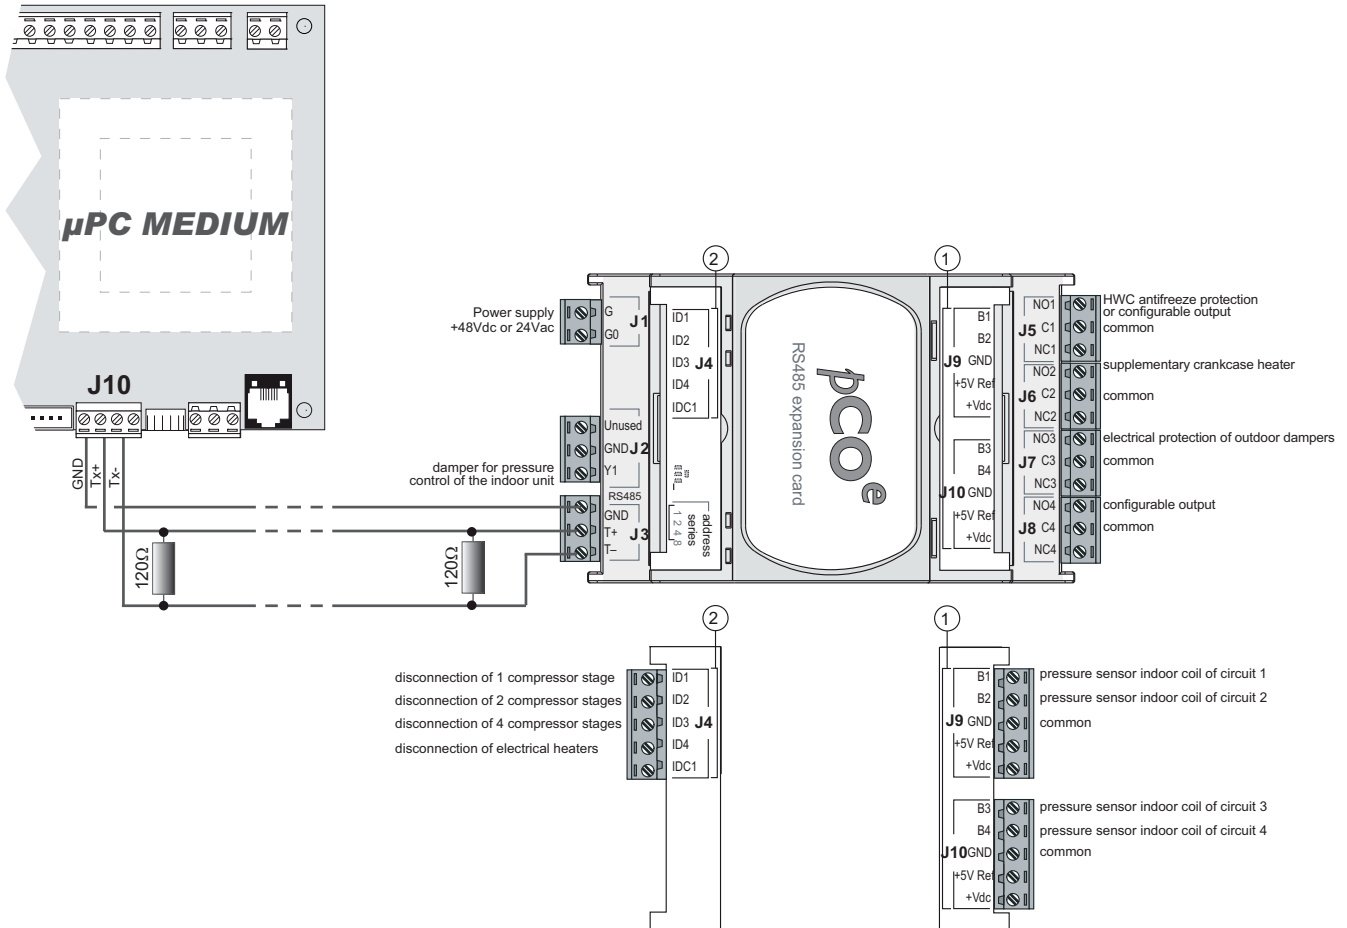 µPC MEDIUM
J10
GND
Tx+
Tx-
120Ω
120Ω
2
1
Power supply
+48Vdc or 24Vac
G
J1
G0
damper for pressure
control of the indoor unit
Unused
GND J2
Y1
RS485
GND
T+
J3
T–
ID1
ID2
ID3 J4
ID4
IDC1
address
series
1 2 4 8
RS485 expansion card
pCOe
B1
B2
J9 GND
+5V Ref
+Vdc
B3
B4
J10 GND
+5V Ref
+Vdc
NO1
J5 C1
NC1
NO2
J6 C2
NC2
NO3
J7 C3
NC3
NO4
J8 C4
NC4
HWC antifreeze protection
or configurable output
common
supplementary crankcase heater
common
electrical protection of outdoor dampers
common
configurable output
common
2
1
disconnection of 1 compressor stage
disconnection of 2 compressor stages
disconnection of 4 compressor stages
disconnection of electrical heaters
ID1
ID2
ID3 J4
ID4
IDC1
B1
B2
J9 GND
+5V Ref
+Vdc
pressure sensor indoor coil of circuit 1
pressure sensor indoor coil of circuit 2
common
B3
B4
J10 GND
+5V Ref
+Vdc
pressure sensor indoor coil of circuit 3
pressure sensor indoor coil of circuit 4
common